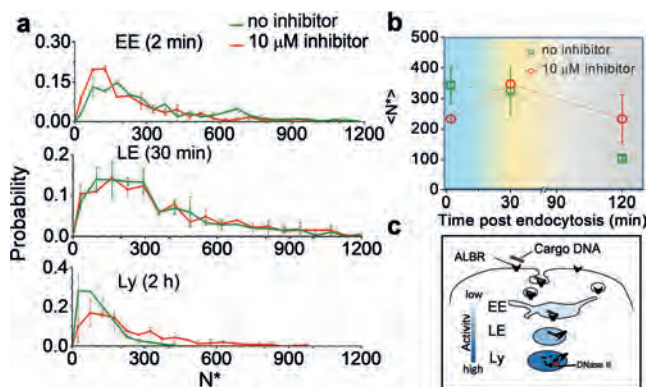 a
EE (2 min)
no inhibitor
10 μM inhibitor
0.30
0.15
0.00
0 300 600 900 1200
LE (30 min)
0.2
0.1
0.0
0 300 600 900 1200
Ly (2 h)
0.4
0.2
0.0
0 300 600 900 1200
Probability
N*
b
no inhibitor
10 μM inhibitor
500
400
300
200
100
0
<N*>
0 30 90 120
Time post endocytosis (min)
c
Cargo DNA
ALBR
low
EE
LE
Ly
Activity
high
DNase II